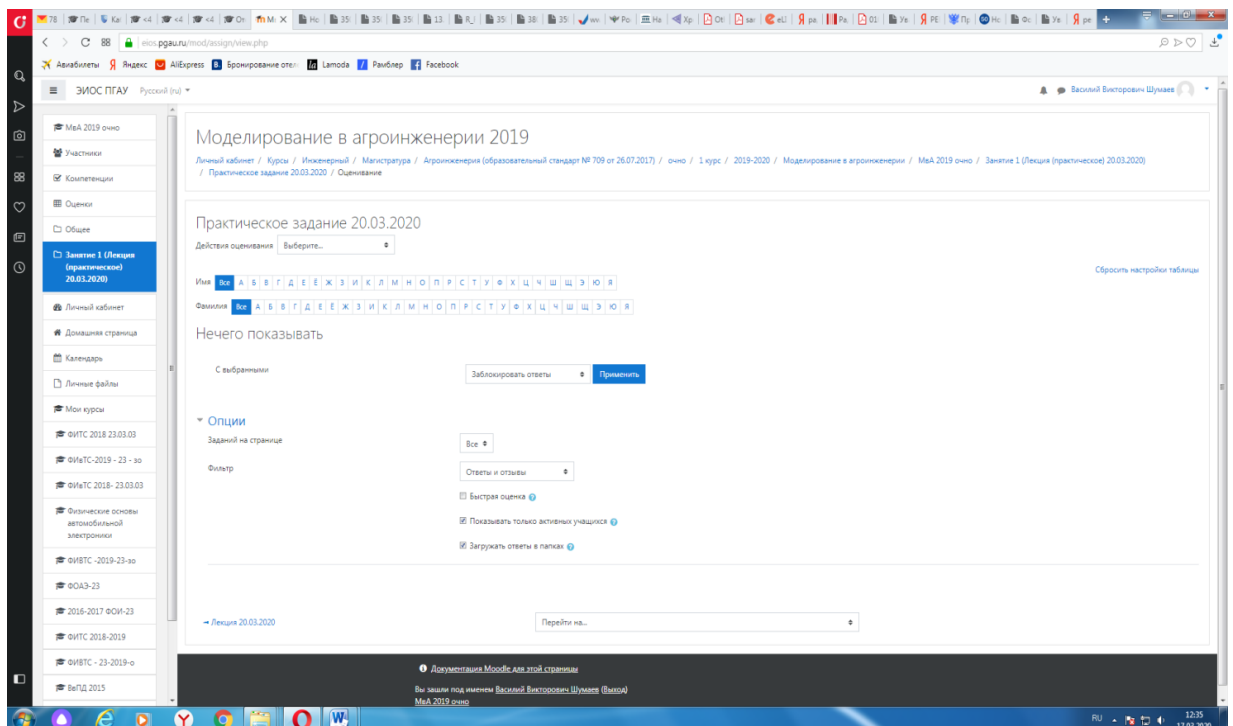 eios.pgau.ru/mod/assign/view.php
Авиабилеты Яндекс AliExpress Бронирование отел Lamoda Рамблер Facebook
ЭИОС ПГАУ Русский (ru) Василий Викторович Шумаев
МвА 2019 очно
Участники
Компетенции
Оценки
Общее
Занятие 1 (Лекция
(практическое)
20.03.2020)
Личный кабинет
Домашняя страница
Календарь
Личные файлы
Мои курсы
ФИТС 2018 23.03.03
ФИвТС-2019 - 23 - зо
ФИвТС 2018- 23.03.03
Физические основы
автомобильной
электроники
ФИВТС -2019-23-зо
ФОАЭ-23
2016-2017 ФОИ-23
ФИТС 2018-2019
ФИВТС - 23-2019-о
ВвПД 2015
Моделирование в агроинженерии 2019
Личный кабинет / Курсы / Инженерный / Магистратура / Агроинженерия (образовательный стандарт № 709 от 26.07.2017) / очно / 1 курс / 2019-2020 / Моделирование в агроинженерии / МвА 2019 очно / Занятие 1 (Лекция (практическое) 20.03.2020)
/ Практическое задание 20.03.2020 / Оценивание
Практическое задание 20.03.2020
Действия оценивания Выберите...
Сбросить настройки таблицы
Имя Все А Б В Г Д Е Ё Ж З И К Л М Н О П Р С Т У Ф Х Ц Ч Ш Щ Э Ю Я
Фамилия Все А Б В Г Д Е Ё Ж З И К Л М Н О П Р С Т У Ф Х Ц Ч Ш Щ Э Ю Я
Нечего показывать
С выбранными Заблокировать ответы Применить
Опции
Заданий на странице Все
Фильтр Ответы и отзывы
Быстрая оценка
Показывать только активных учащихся
Загружать ответы в папках
Лекция 20.03.2020 Перейти на...
Документация Moodle для этой страницы
Вы зашли под именем Василий Викторович Шумаев (Выход)
МвА 2019 очно
RU 12:35
17.03.2020